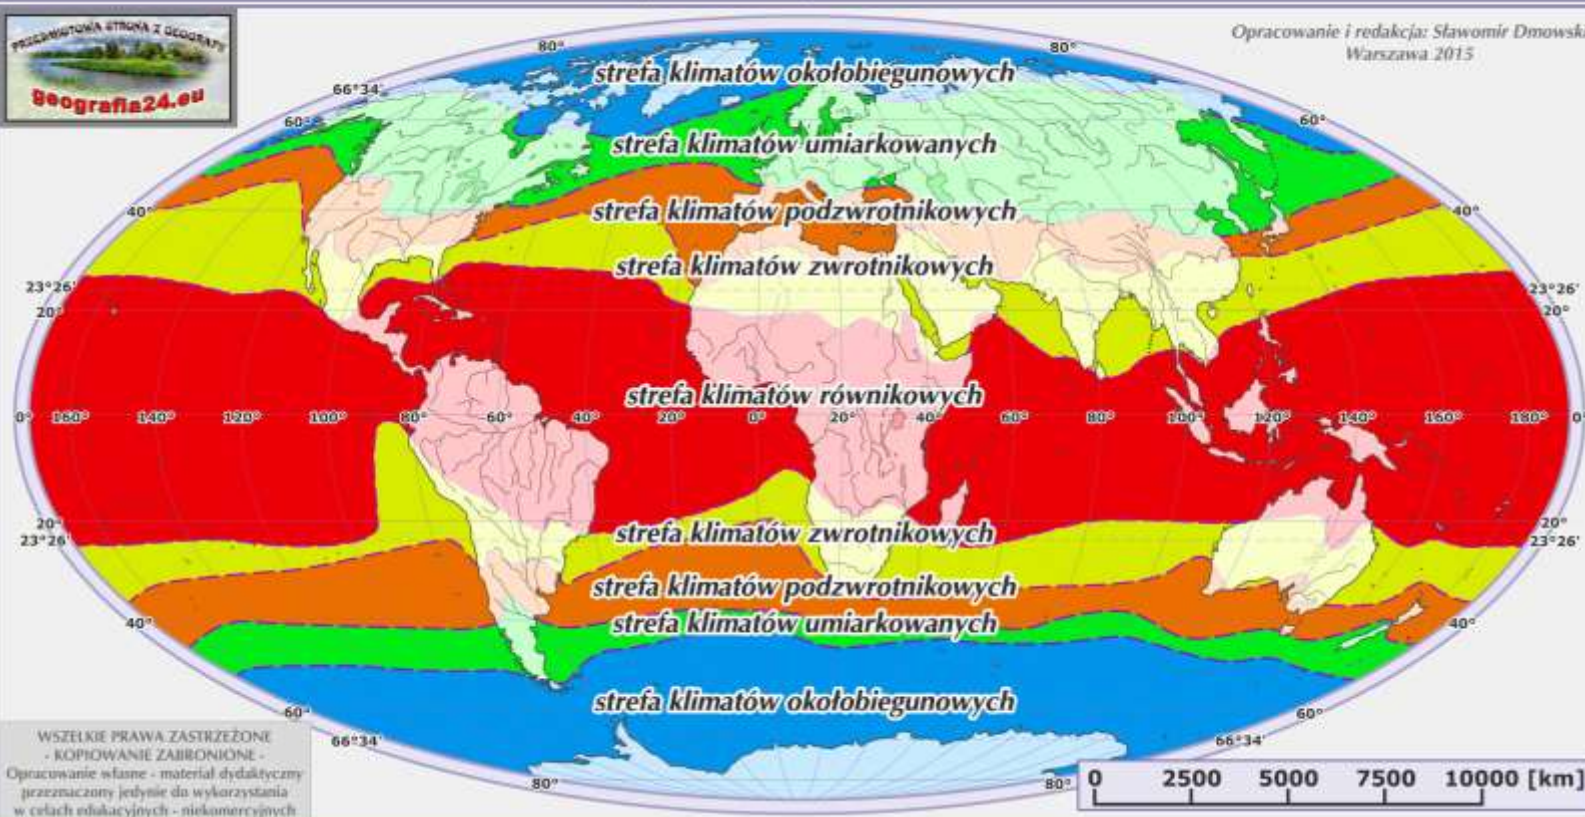 PRZEDMIOTOWA STRONA Z GEOGRAFII
geografia24.eu
Opracowanie i redakcja: Sławomir Dmowski
Warszawa 2015
80° 80°
strefa klimatów okołobiegunowych
66°34'
60° 60°
strefa klimatów umiarkowanych
40° 40°
strefa klimatów podzwrotnikowych
strefa klimatów zwrotnikowych
23°26' 23°26'
20° 20°
strefa klimatów równikowych
0° 160° 140° 120° 100° 80° 60° 40° 20° 0° 20° 40° 60° 80° 100° 120° 140° 160° 180° 0°
20° 20°
strefa klimatów zwrotnikowych
23°26' 23°26'
strefa klimatów podzwrotnikowych
40° 40°
strefa klimatów umiarkowanych
strefa klimatów okołobiegunowych
60° 60°
66°34' 66°34'
80° 80°
WSZELKIE PRAWA ZASTRZEŻONE
- KOPIOWANIE ZABRONIONE -
Opracowanie własne - materiał dydaktyczny
przeznaczony jedynie do wykorzystania
w celach edukacyjnych - niekomercyjnych
0 2500 5000 7500 10000 [km]